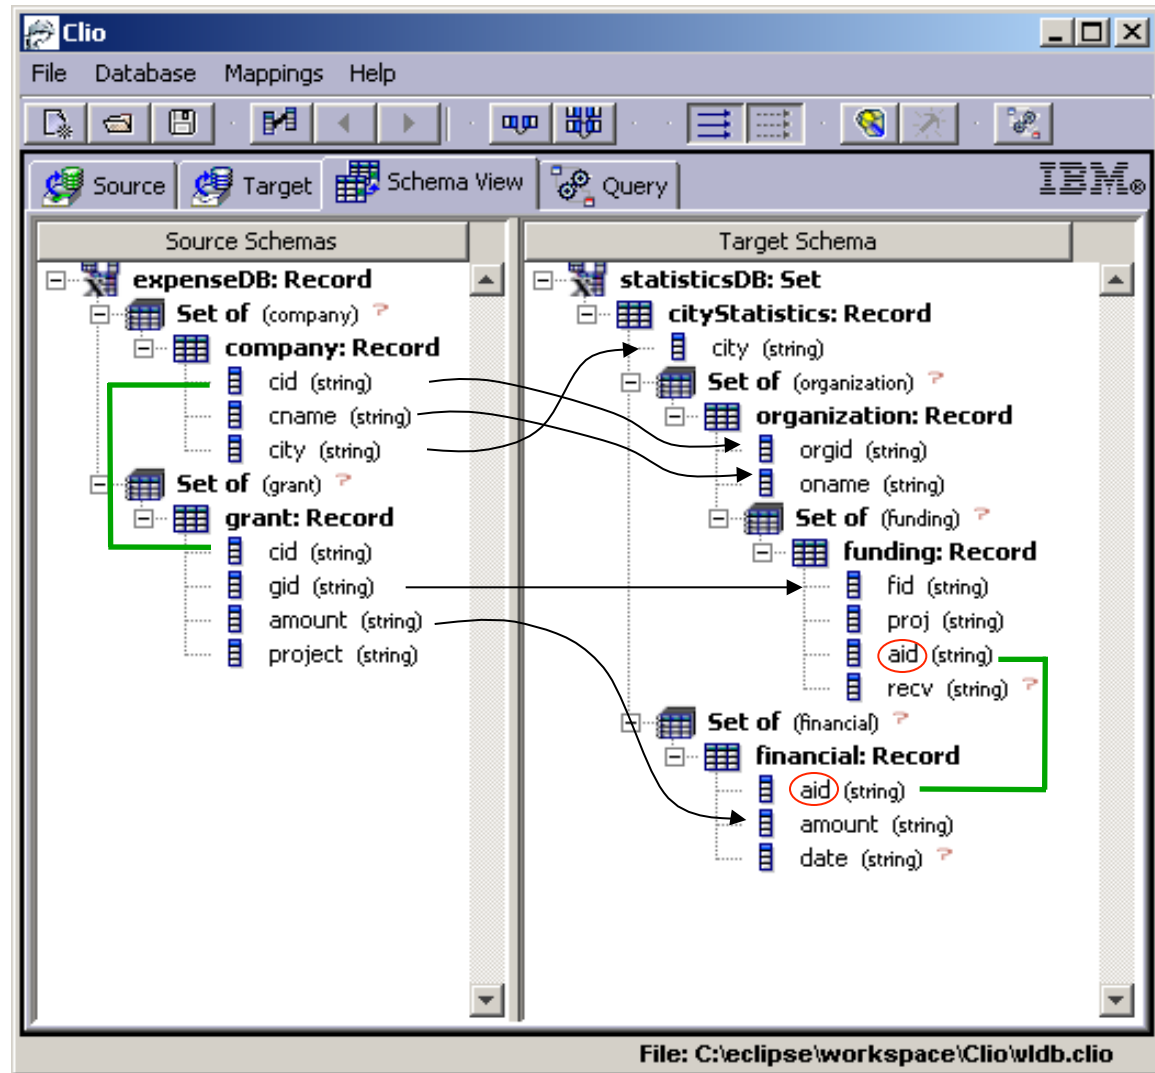 Clio
File Database Mappings Help
Source Target Schema View Query IBM®
Source Schemas
expenseDB: Record
Set of (company) ?
company: Record
cid (string)
cname (string)
city (string)
Set of (grant) ?
grant: Record
cid (string)
gid (string)
amount (string)
project (string)
Target Schema
statisticsDB: Set
cityStatistics: Record
city (string)
Set of (organization) ?
organization: Record
orgid (string)
oname (string)
Set of (funding) ?
funding: Record
fid (string)
proj (string)
aid (string)
recv (string) ?
Set of (financial) ?
financial: Record
aid (string)
amount (string)
date (string) ?
File: C:\eclipse\workspace\Clio\vldb.clio